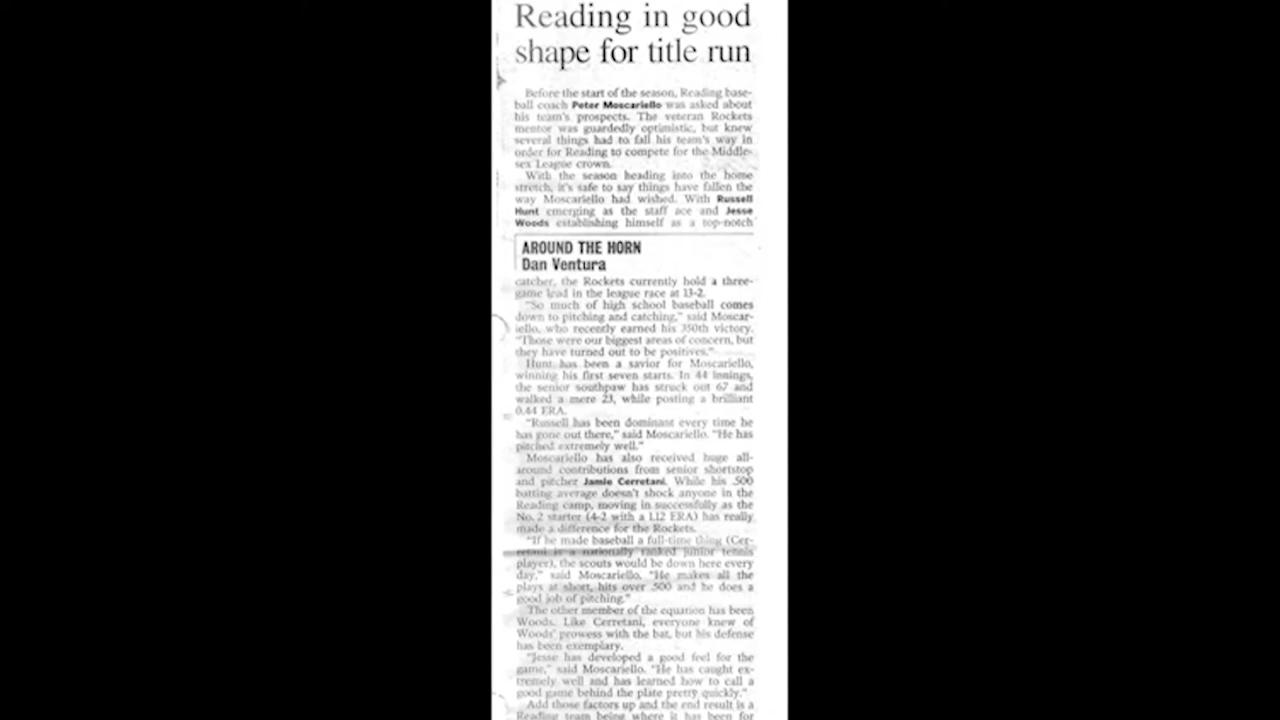 Reading in good
shape for title run
Before the start of the season, Reading base-
ball coach Peter Moscariello was asked about
his team's prospects. The veteran Rockets
mentor was guardedly optimistic, but knew
several things had to fall his team's way in
order for Reading to compete for the Middle-
sex League crown.
With the season heading into the home
stretch, it's safe to say things have fallen the
way Moscariello had wished. With Russell
Hunt emerging as the staff ace and Jesse
Woods establishing himself as a top-notch
AROUND THE HORN
Dan Ventura
catcher, the Rockets currently hold a three-
game lead in the league race at 13-2.
"So much of high school baseball comes
down to pitching and catching," said Moscar-
iello, who recently earned his 350th victory.
"Those were our biggest areas of concern, but
they have turned out to be positives."
Hunt has been a savior for Moscariello,
winning his first seven starts. In 44 innings,
the senior southpaw has struck out 67 and
walked a mere 23, while posting a brilliant
0.44 ERA.
"Russell has been dominant every time he
has gone out there," said Moscariello. "He has
pitched extremely well."
Moscariello has also received huge all-
around contributions from senior shortstop
and pitcher Jamie Cerretani. While his .500
batting average doesn't shock anyone in the
Reading camp, moving in successfully as the
No. 2 starter (4-2 with a 1.12 ERA) has really
made a difference for the Rockets.
"If he made baseball a full-time thing (Cer-
retani is a nationally ranked junior tennis
player), the scouts would be down here every
day," said Moscariello. "He makes all the
plays at short, hits over .500 and he does a
good job of pitching."
The other member of the equation has been
Woods. Like Cerretani, everyone knew of
Woods' prowess with the bat, but his defense
has been exemplary.
"Jesse has developed a good feel for the
game," said Moscariello. "He has caught ex-
tremely well and has learned how to call a
good game behind the plate pretty quickly."
Add those factors up and the end result is a
Reading team being where it has been for